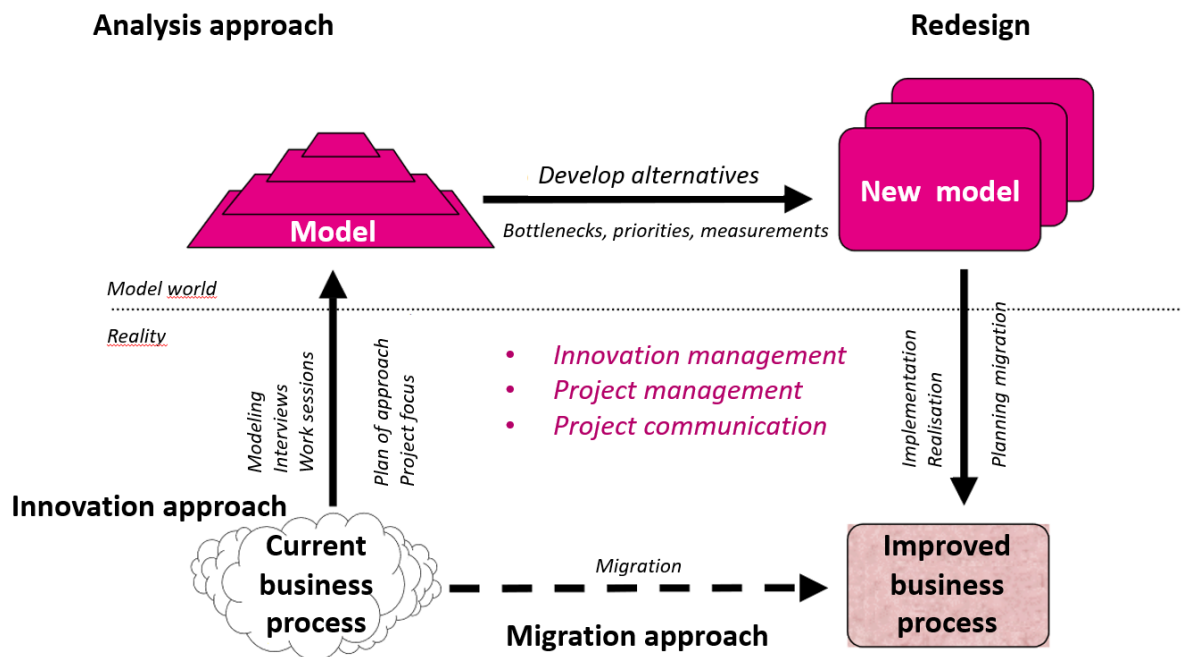 Analysis approach
Redesign
Model
Develop alternatives
Bottlenecks, priorities, measurements
New model
Model world
Reality
Modeling
Interviews
Work sessions
Plan of approach
Project focus
• Innovation management
• Project management
• Project communication
Implementation
Realisation
Planning migration
Innovation approach
Current
business
process
Migration
Migration approach
Improved
business
process